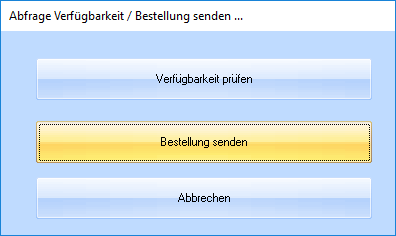 Abfrage Verfügbarkeit / Bestellung senden ...
Verfügbarkeit prüfen
Bestellung senden
Abbrechen